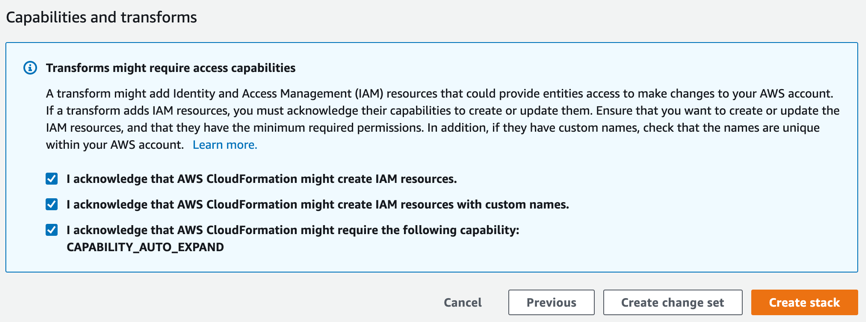 Capabilities and transforms
Transforms might require access capabilities
A transform might add Identity and Access Management (IAM) resources that could provide entities access to make changes to your AWS account.
If a transform adds IAM resources, you must acknowledge their capabilities to create or update them. Ensure that you want to create or update the
IAM resources, and that they have the minimum required permissions. In addition, if they have custom names, check that the names are unique
within your AWS account. Learn more.
I acknowledge that AWS CloudFormation might create IAM resources.
I acknowledge that AWS CloudFormation might create IAM resources with custom names.
I acknowledge that AWS CloudFormation might require the following capability:
CAPABILITY_AUTO_EXPAND
Cancel Previous Create change set Create stack